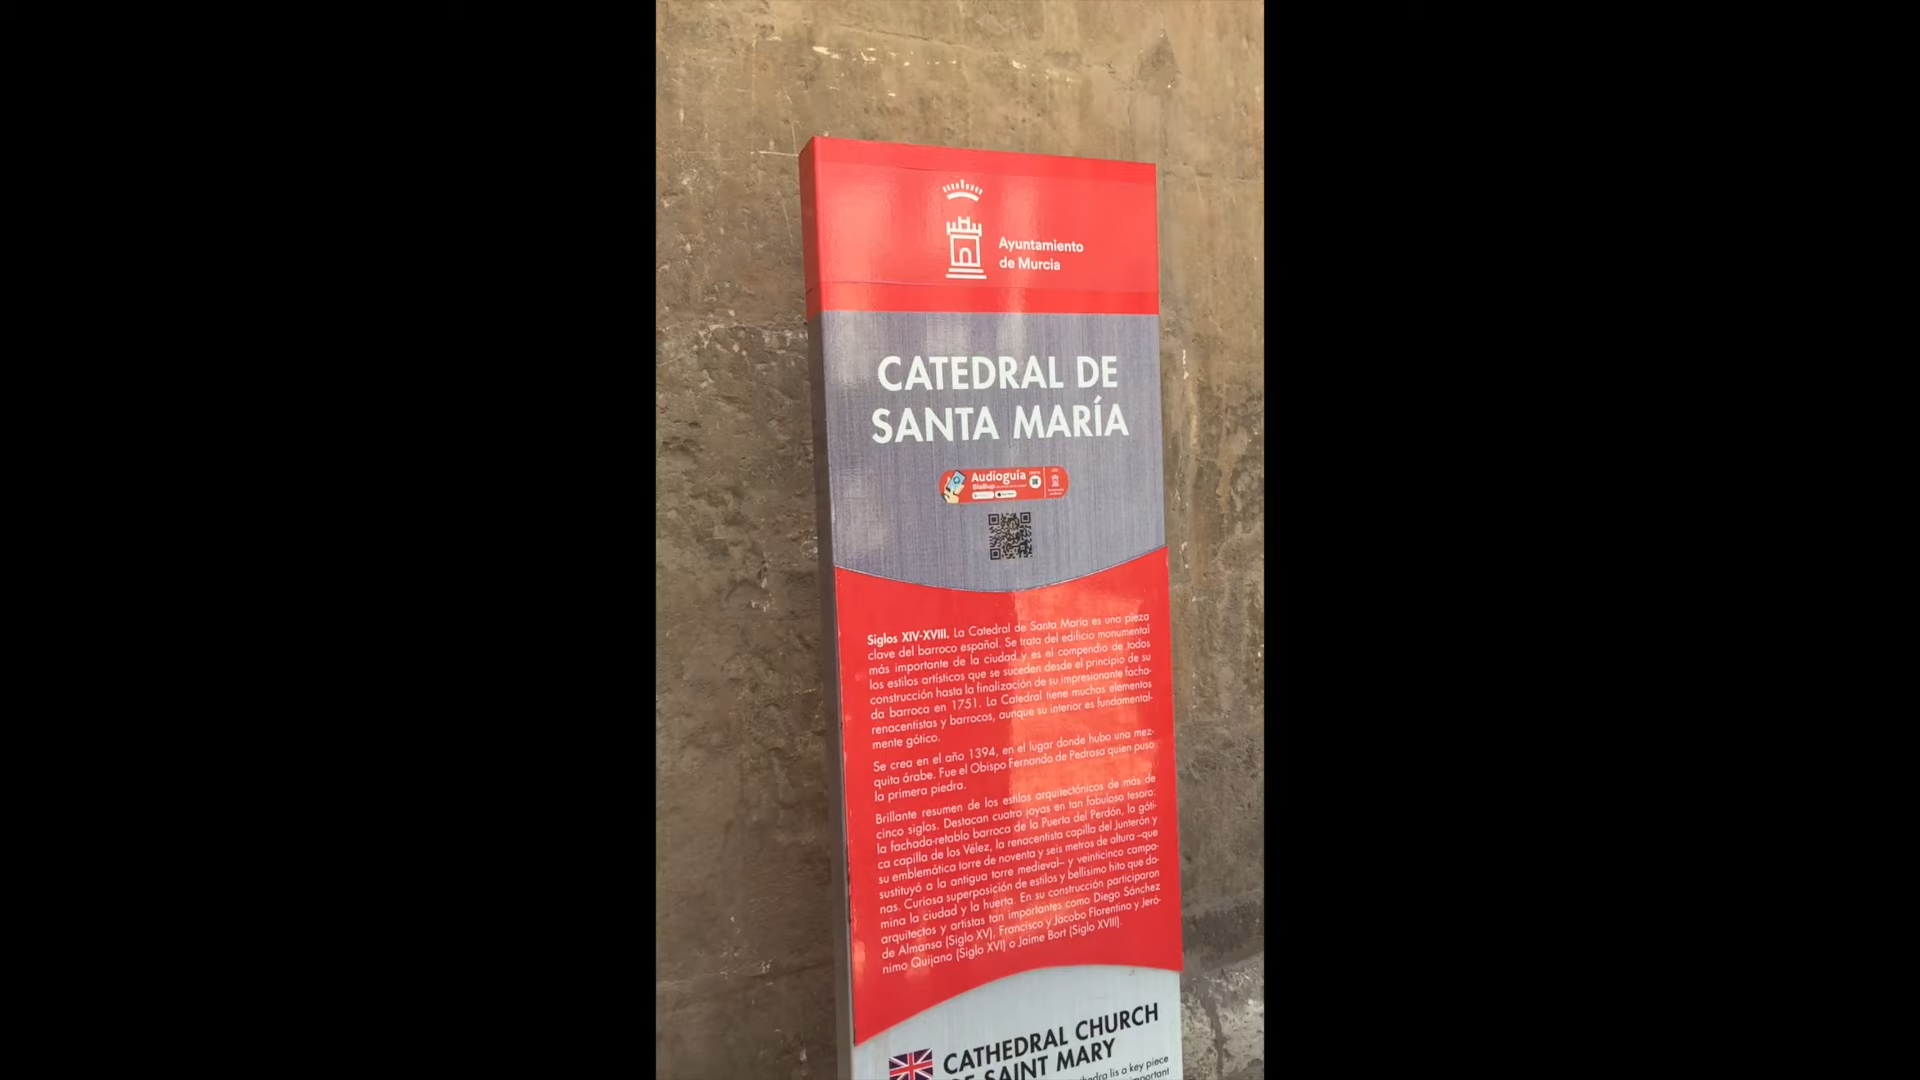 Ayuntamiento
de Murcia
CATEDRAL DE
SANTA MARÍA
Audioguía
Siglos XIV-XVIII. La Catedral de Santa María es una pieza
clave del barroco español. Se trata del edificio monumental
más importante de la ciudad y es el compendio de todos
los estilos artísticos que se suceden desde el principio de su
construcción hasta la finalización de su impresionante facha-
da barroca en 1751. La Catedral tiene muchos elementos
renacentistas y barrocos, aunque su interior es fundamental-
mente gótico.
Se crea en el año 1394, en el lugar donde hubo una mez-
quita árabe. Fue el Obispo Fernando de Pedrosa quien puso
la primera piedra.
Brillante resumen de los estilos arquitectónicos de más de
cinco siglos. Destacan cuatro joyas en tan fabuloso tesoro:
la fachada-retablo barroca de la Puerta del Perdón, la góti-
ca capilla de los Vélez, la renacentista capilla del Junterón y
su emblemática torre de noventa y seis metros de altura –que
sustituyó a la antigua torre medieval– y veinticinco campa-
nas. Curiosa superposición de estilos y bellísimo hito que do-
mina la ciudad y la huerta. En su construcción participaron
arquitectos y artistas tan importantes como Diego Sánchez
de Almansa (Siglo XV), Francisco y Jacobo Florentino y Jeró-
nimo Quijano (Siglo XVI) o Jaime Bort (Siglo XVIII).
CATHEDRAL CHURCH
OF SAINT MARY
lis a key piece
important